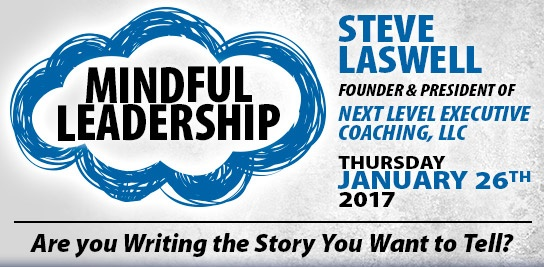 MINDFUL
LEADERSHIP
STEVE
LASWELL
FOUNDER & PRESIDENT OF
NEXT LEVEL EXECUTIVE
COACHING, LLC
THURSDAY
JANUARY 26TH
2017
Are you Writing the Story You Want to Tell?